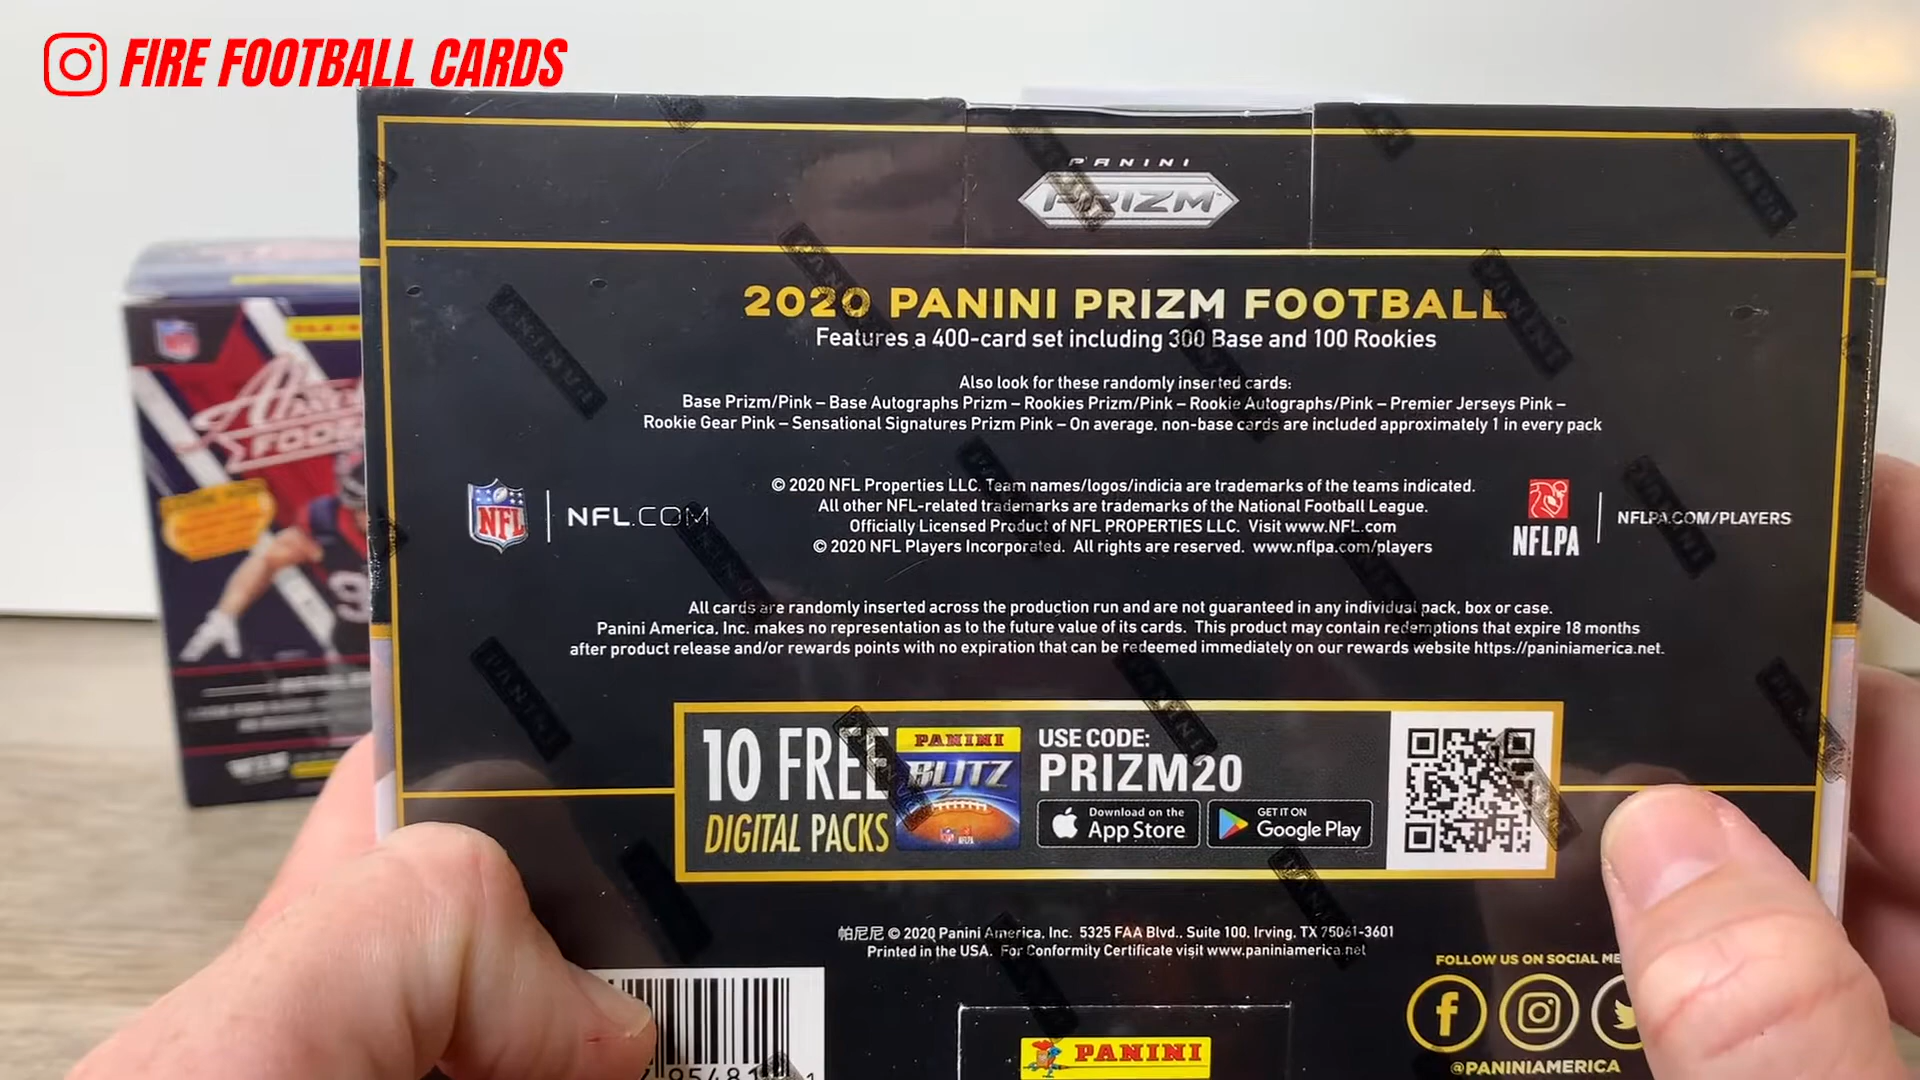 FIRE FOOTBALL CARDS
PANINI
PRIZM
2020 PANINI PRIZM FOOTBALL
Features a 400-card set including 300 Base and 100 Rookies
Also look for these randomly inserted cards:
Base Prizm/Pink – Base Autographs Prizm – Rookies Prizm/Pink – Rookie Autographs/Pink – Premier Jerseys Pink –
Rookie Gear Pink – Sensational Signatures Prizm Pink – On average, non-base cards are included approximately 1 in every pack
NFL
NFL.COM
© 2020 NFL Properties LLC. Team names/logos/indicia are trademarks of the teams indicated.
All other NFL-related trademarks are trademarks of the National Football League.
Officially Licensed Product of NFL PROPERTIES LLC. Visit www.NFL.com
© 2020 NFL Players Incorporated. All rights are reserved. www.nflpa.com/players
NFLPA
NFLPA.COM/PLAYERS
All cards are randomly inserted across the production run and are not guaranteed in any individual pack, box or case.
Panini America, Inc. makes no representation as to the future value of its cards. This product may contain redemptions that expire 18 months
after product release and/or rewards points with no expiration that can be redeemed immediately on our rewards website https://paniniamerica.net.
10 FREE
DIGITAL PACKS
PANINI
BLITZ
USE CODE:
PRIZM20
Download on the
App Store
GET IT ON
Google Play
帕尼尼 © 2020 Panini America, Inc. 5325 FAA Blvd., Suite 100, Irving, TX 75061-3601
Printed in the USA. For Conformity Certificate visit www.paniniamerica.net
FOLLOW US ON SOCIAL
@PANINIAMERICA
PANINI